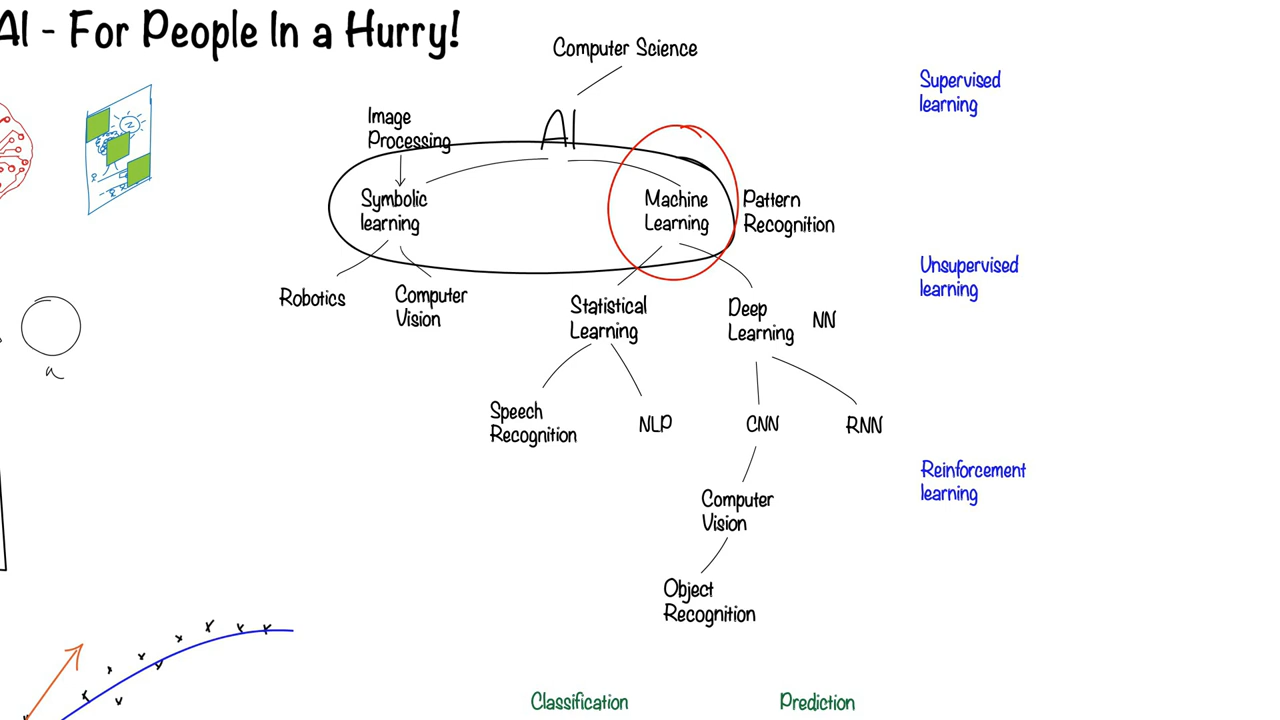 AI - For People In a Hurry!
Computer Science
Supervised
learning
Image
Processing
AI
Symbolic
learning
Machine
Learning
Pattern
Recognition
Unsupervised
learning
Robotics
Computer
Vision
Statistical
Learning
Deep
Learning
NN
Speech
Recognition
NLP
CNN
RNN
Reinforcement
learning
Computer
Vision
Object
Recognition
Classification
Prediction